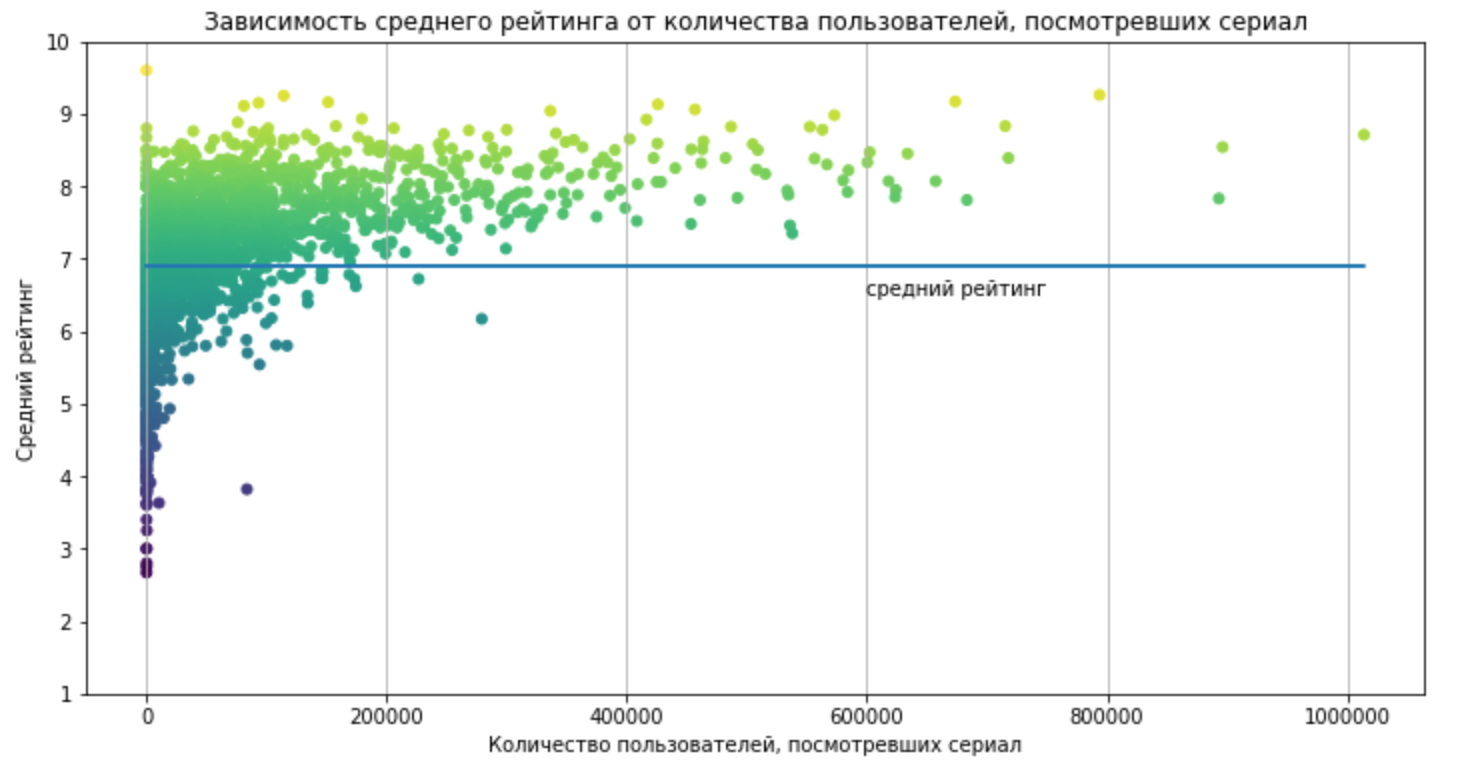 Зависимость среднего рейтинга от количества пользователей, посмотревших сериал
10
9
8
7
6
5
4
3
2
1
Средний рейтинг
средний рейтинг
0 200000 400000 600000 800000 1000000
Количество пользователей, посмотревших сериал